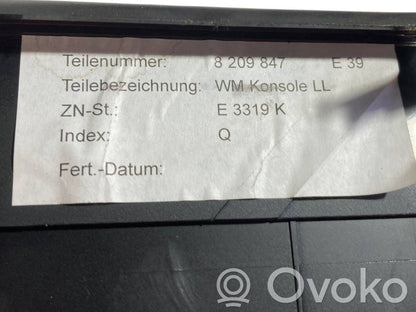 Teilenummer: 8 209 847 E 39
Teilebezeichnung: WM Konsole LL
ZN-St.: E 3319 K
Index: Q
Fert.-Datum:
Ovoko